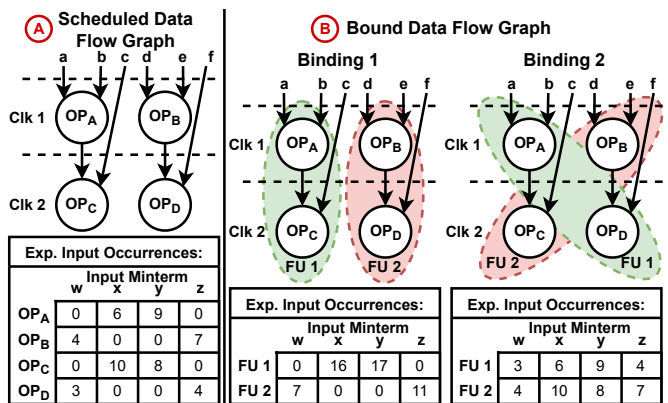 A Scheduled Data
Flow Graph
a b c d e f
Clk 1
OPA
OPB
Clk 2
OPC
OPD
Exp. Input Occurrences:
Input Minterm
w x y z
OPA 0 6 9 0
OPB 4 0 0 7
OPC 0 10 8 0
OPD 3 0 0 4
B Bound Data Flow Graph
Binding 1
a b c d e f
Clk 1
OPA
OPB
Clk 2
OPC
OPD
FU 1
FU 2
Exp. Input Occurrences:
Input Minterm
w x y z
FU 1 0 16 17 0
FU 2 7 0 0 11
Binding 2
a b c d e f
Clk 1
OPA
OPB
Clk 2
OPC
OPD
FU 2
FU 1
Exp. Input Occurrences:
Input Minterm
w x y z
FU 1 3 6 9 4
FU 2 4 10 8 7